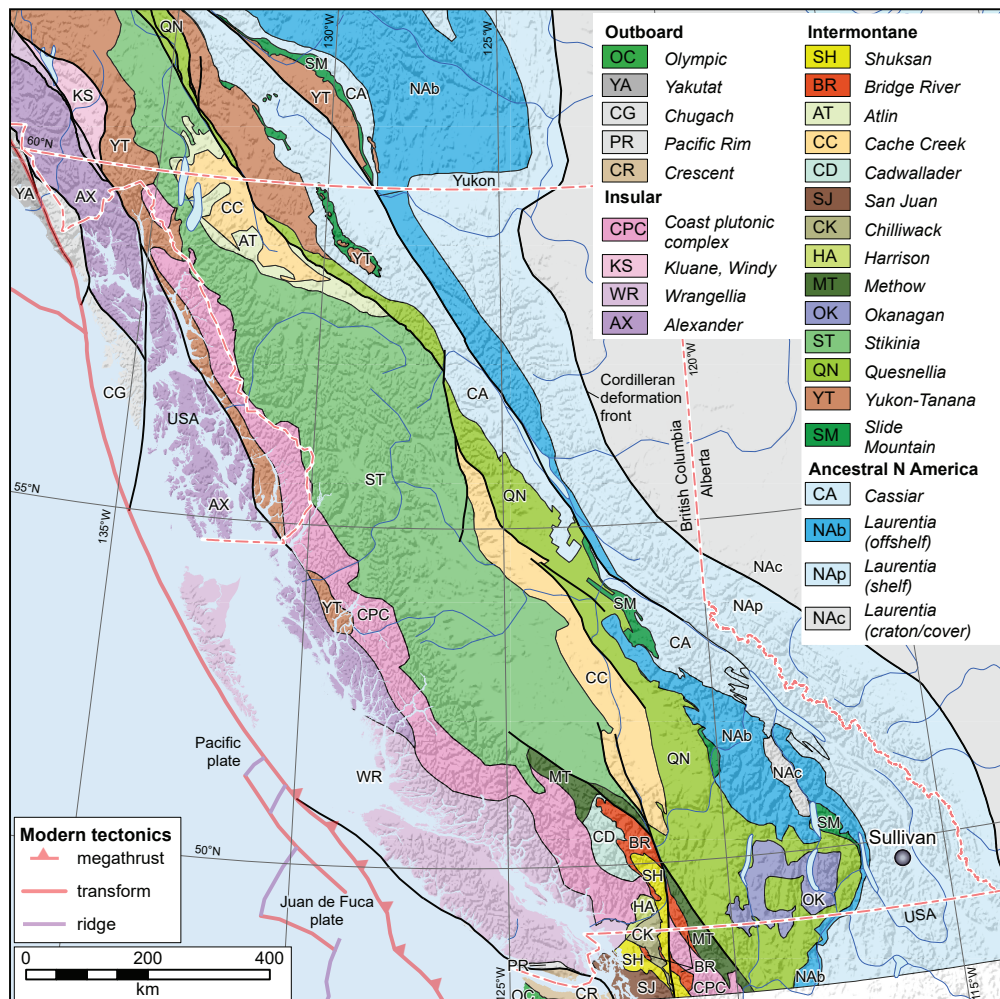 Outboard
OC Olympic
YA Yakutat
CG Chugach
PR Pacific Rim
CR Crescent
Insular
CPC Coast plutonic
complex
KS Kluane, Windy
WR Wrangellia
AX Alexander
Intermontane
SH Shuksan
BR Bridge River
AT Atlin
CC Cache Creek
CD Cadwallader
SJ San Juan
CK Chilliwack
HA Harrison
MT Methow
OK Okanagan
ST Stikinia
QN Quesnellia
YT Yukon-Tanana
SM Slide
Mountain
Ancestral N America
CA Cassiar
NAb Laurentia
(offshelf)
NAp Laurentia
(shelf)
NAc Laurentia
(craton/cover)
QN
130°W
125°W
SM
CA
YT
NAb
KS
YT
60°N
Yukon
YA
AX
CC
AT
YT
120°W
Cordilleran
deformation
front
CA
CG
USA
British Columbia
Alberta
ST
QN
55°N
AX
135°W
NAc
YT
CPC
SM
NAp
CA
CC
Pacific
plate
NAb
QN
NAc
WR
MT
SM
Sullivan
CD
BR
50°N
SH
Juan de Fuca
plate
HA
OK
USA
CK
MT
SH
BR
NAb
PR
SJ
CPC
125°W
OC
CR
115°W
Modern tectonics
megathrust
transform
ridge
0 200 400
km